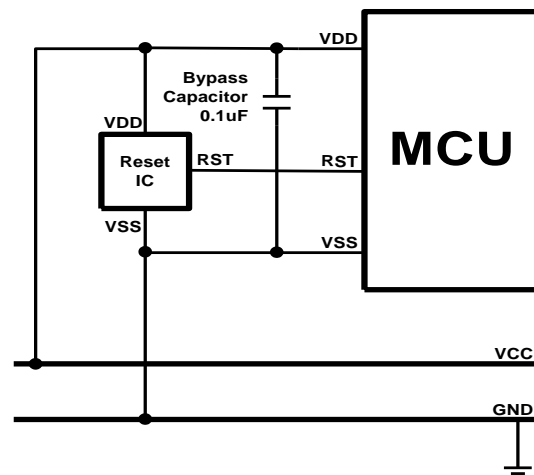 VDD
Bypass
Capacitor
0.1uF
VDD
Reset
IC
RST
RST
MCU
VSS
VSS
VCC
GND